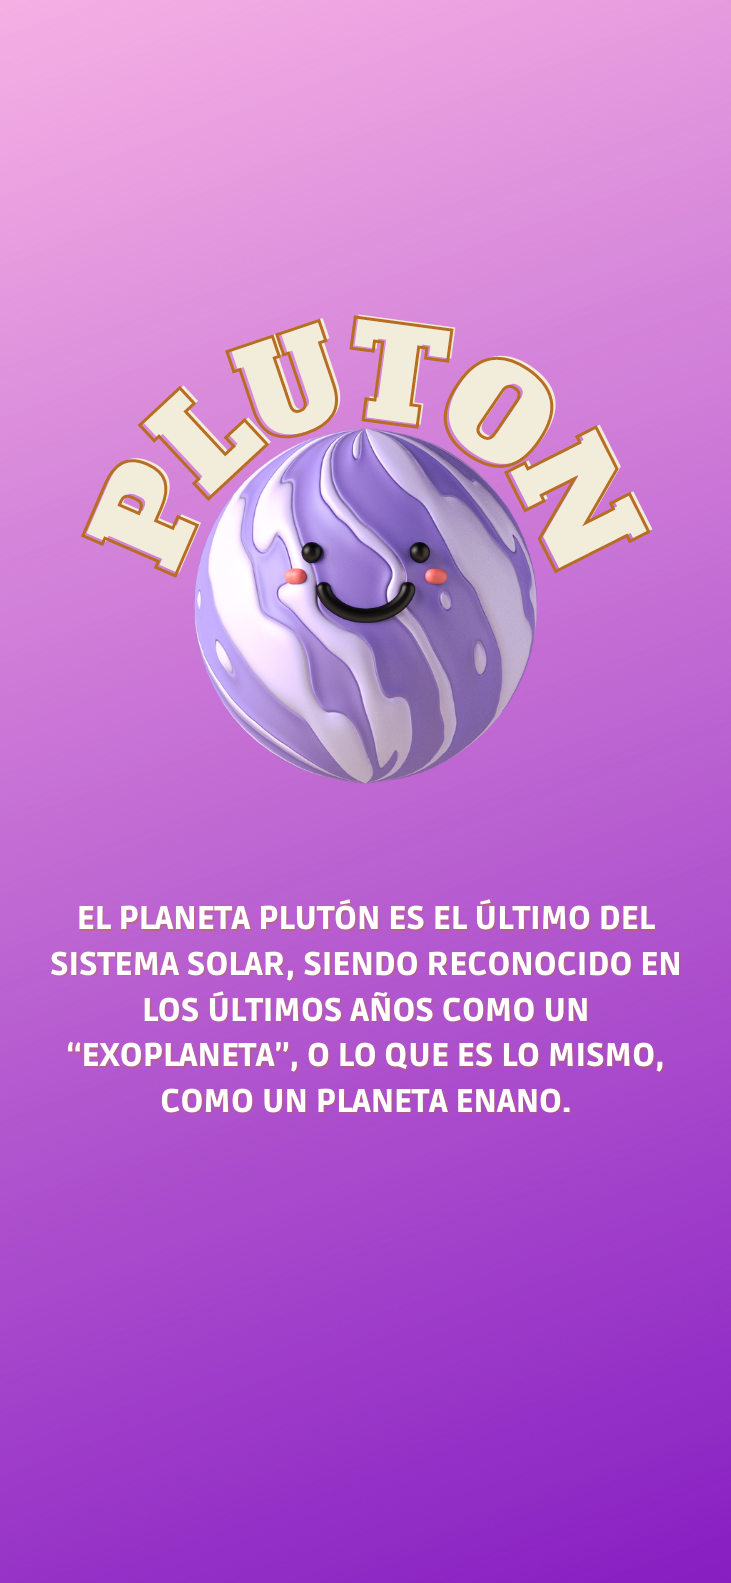 PLUTON
EL PLANETA PLUTÓN ES EL ÚLTIMO DEL
SISTEMA SOLAR, SIENDO RECONOCIDO EN
LOS ÚLTIMOS AÑOS COMO UN
“EXOPLANETA”, O LO QUE ES LO MISMO,
COMO UN PLANETA ENANO.